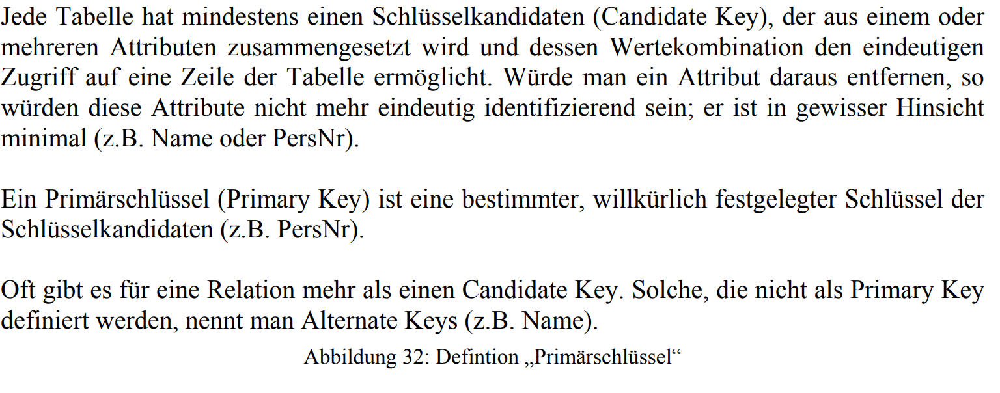 Jede Tabelle hat mindestens einen Schlüsselkandidaten (Candidate Key), der aus einem oder
mehreren Attributen zusammengesetzt wird und dessen Wertekombination den eindeutigen
Zugriff auf eine Zeile der Tabelle ermöglicht. Würde man ein Attribut daraus entfernen, so
würden diese Attribute nicht mehr eindeutig identifizierend sein; er ist in gewisser Hinsicht
minimal (z.B. Name oder PersNr).
Ein Primärschlüssel (Primary Key) ist eine bestimmter, willkürlich festgelegter Schlüssel der
Schlüsselkandidaten (z.B. PersNr).
Oft gibt es für eine Relation mehr als einen Candidate Key. Solche, die nicht als Primary Key
definiert werden, nennt man Alternate Keys (z.B. Name).
Abbildung 32: Defintion „Primärschlüssel“